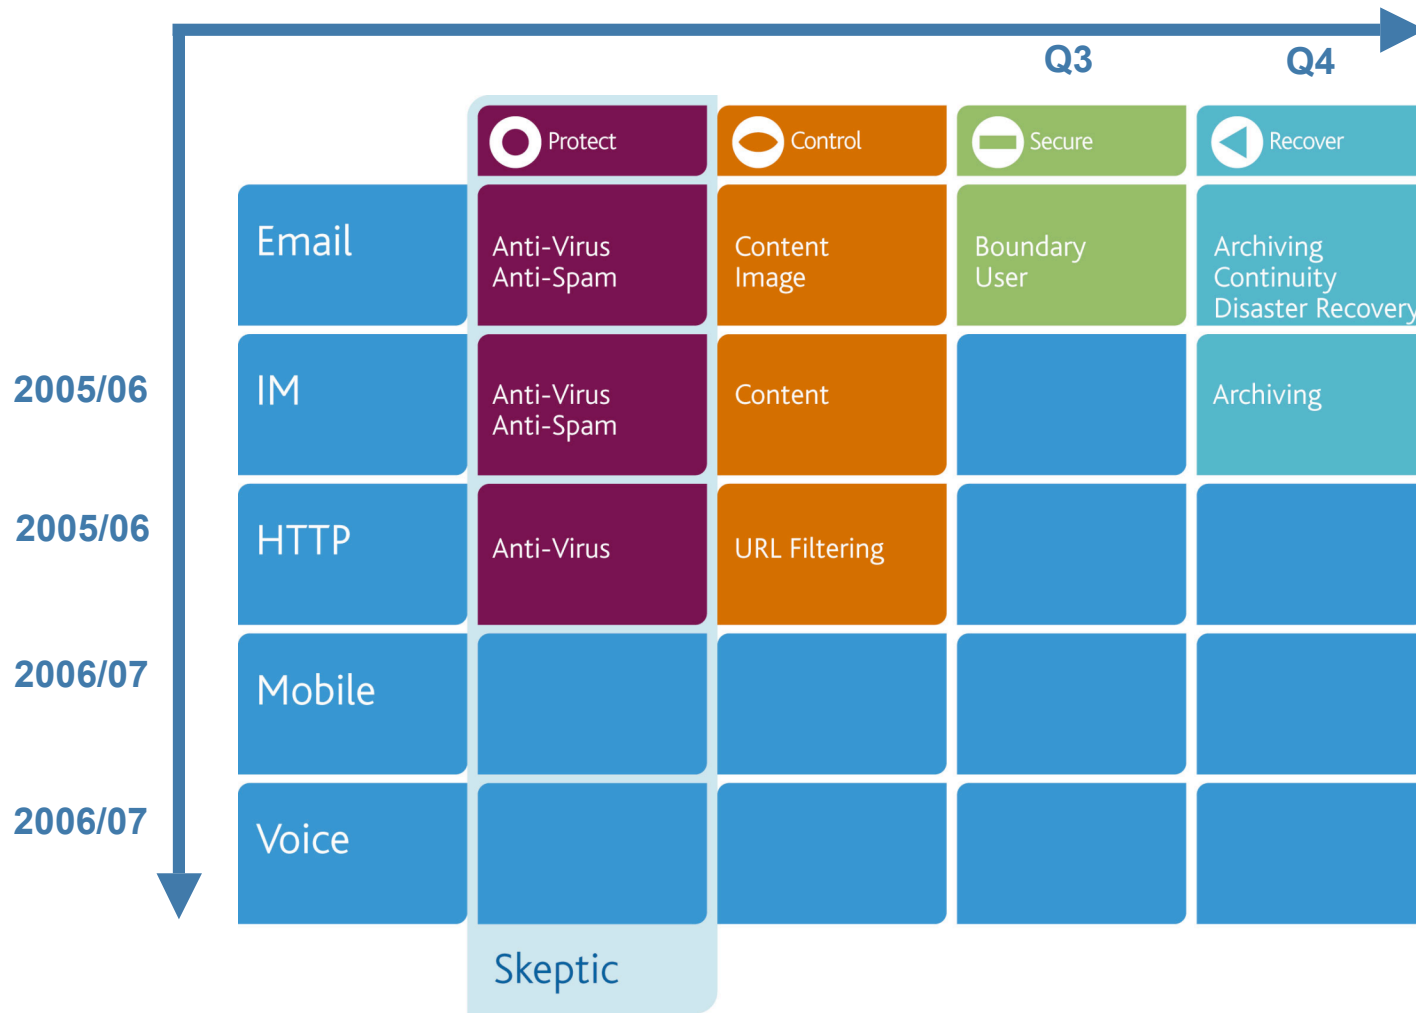 Q3 Q4
Protect Control Secure Recover
Email
Anti-Virus
Anti-Spam
Content
Image
Boundary
User
Archiving
Continuity
Disaster Recovery
2005/06
IM
Anti-Virus
Anti-Spam
Content
Archiving
2005/06
HTTP
Anti-Virus
URL Filtering
2006/07
Mobile
2006/07
Voice
Skeptic